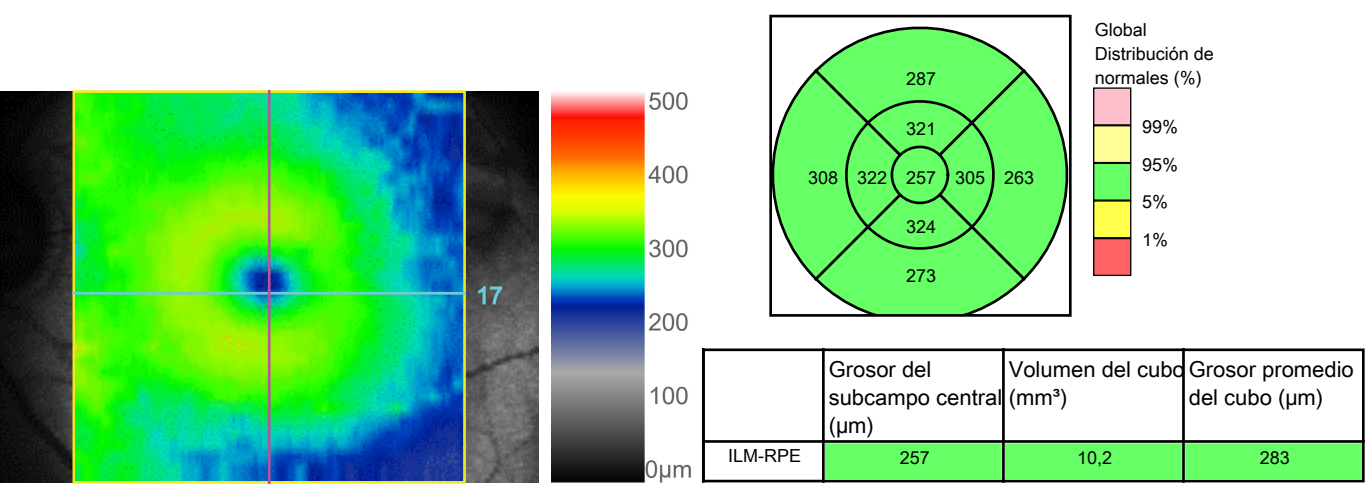 17
500
400
300
200
100
0µm
287
321
308 322 257 305 263
324
273
Global
Distribución de
normales (%)
99%
95%
5%
1%
Grosor del
subcampo central
(µm)
Volumen del cubo
(mm³)
Grosor promedio
del cubo (µm)
ILM-RPE 257 10,2 283